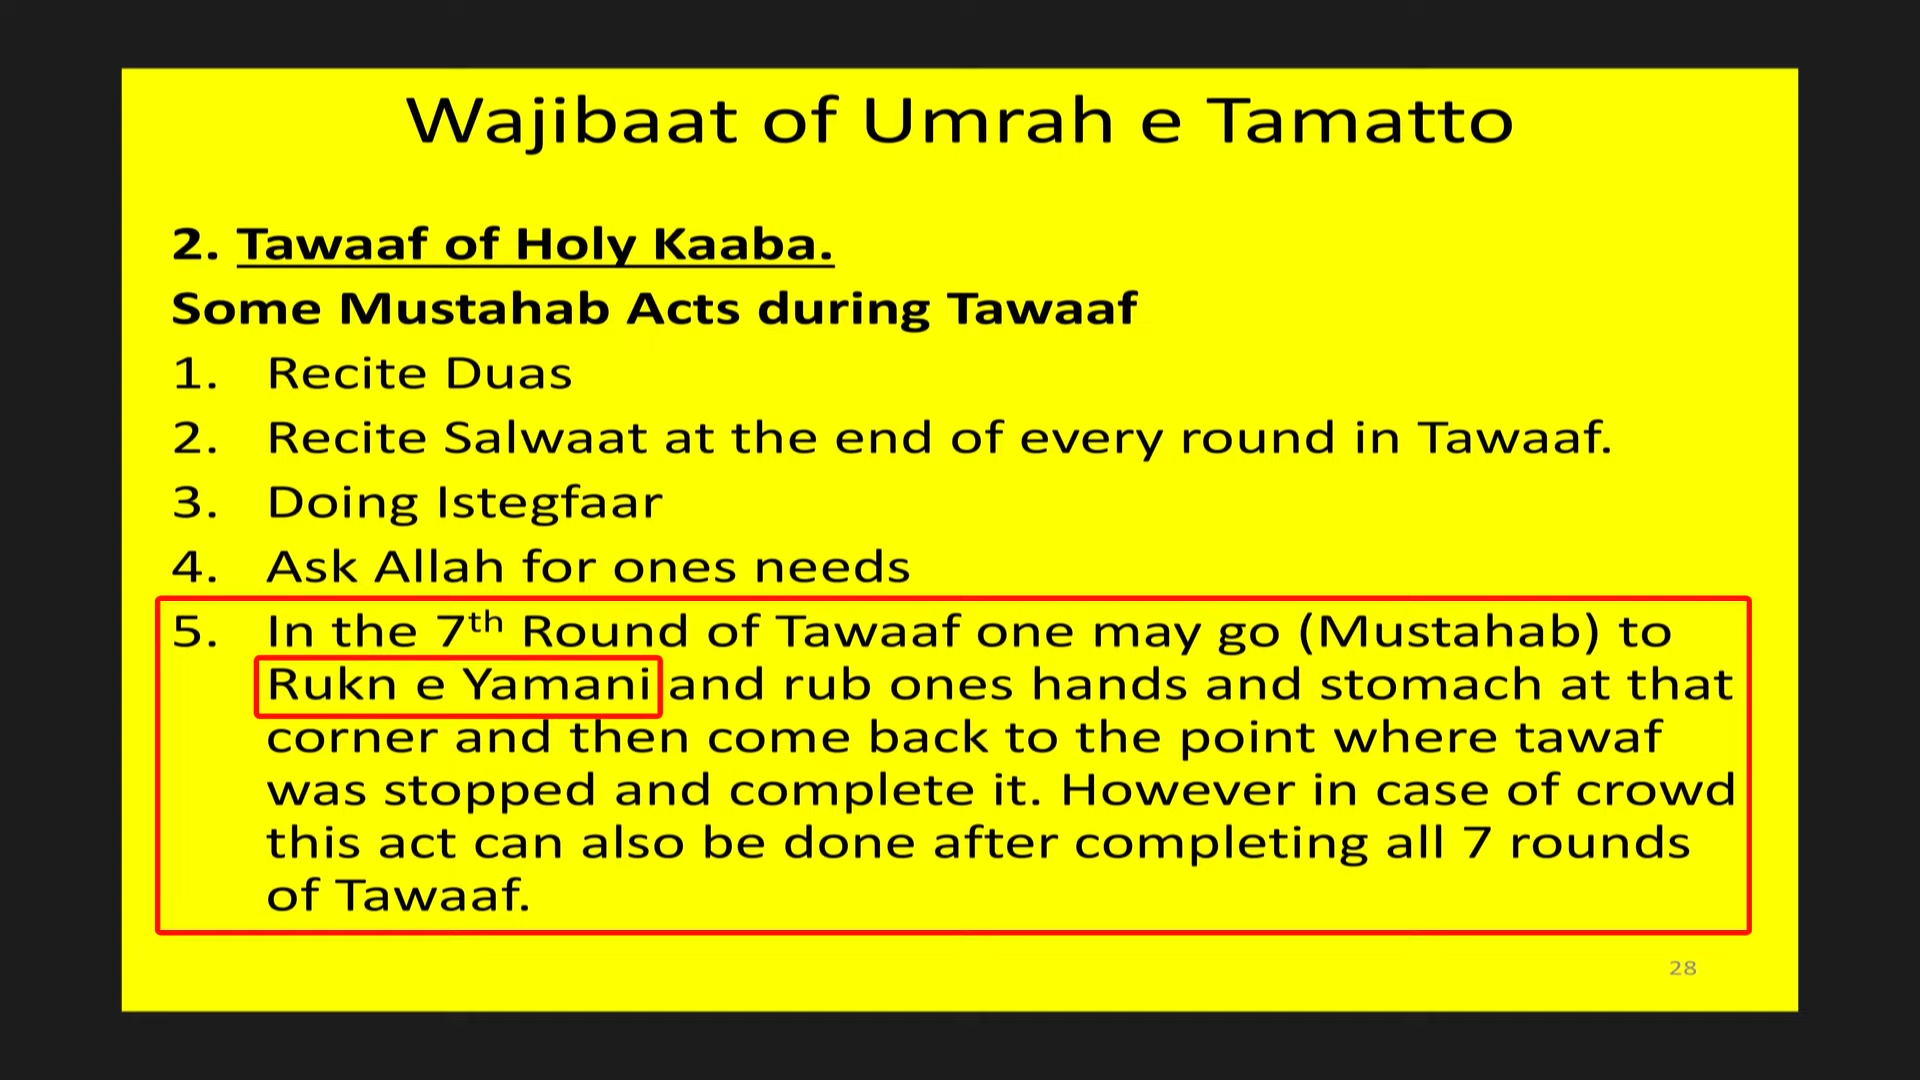 Wajibaat of Umrah e Tamatto
2. Tawaaf of Holy Kaaba.
Some Mustahab Acts during Tawaaf
1. Recite Duas
2. Recite Salwaat at the end of every round in Tawaaf.
3. Doing Istegfaar
4. Ask Allah for ones needs
5. In the 7th Round of Tawaaf one may go (Mustahab) to
Rukn e Yamani and rub ones hands and stomach at that
corner and then come back to the point where tawaf
was stopped and complete it. However in case of crowd
this act can also be done after completing all 7 rounds
of Tawaaf.
28